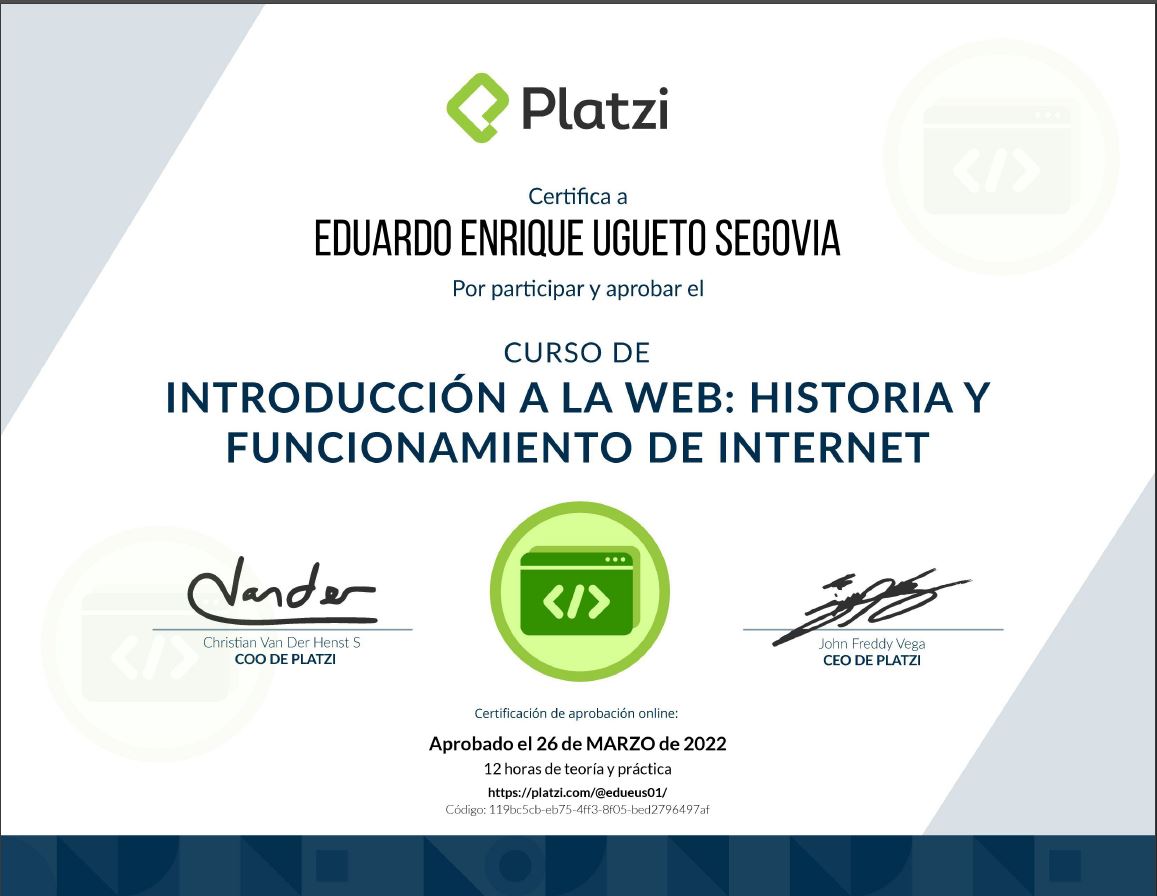 Platzi
Certifica a
EDUARDO ENRIQUE UGUETO SEGOVIA
Por participar y aprobar el
CURSO DE
INTRODUCCIÓN A LA WEB: HISTORIA Y
FUNCIONAMIENTO DE INTERNET
</>
Vander
Christian Van Der Henst S
COO DE PLATZI
John Freddy Vega
CEO DE PLATZI
Certificación de aprobación online:
Aprobado el 26 de MARZO de 2022
12 horas de teoría y práctica
https://platzi.com/@edueus01/
Código: 119bc5cb-eb75-4ff3-8f05-bed2796497af